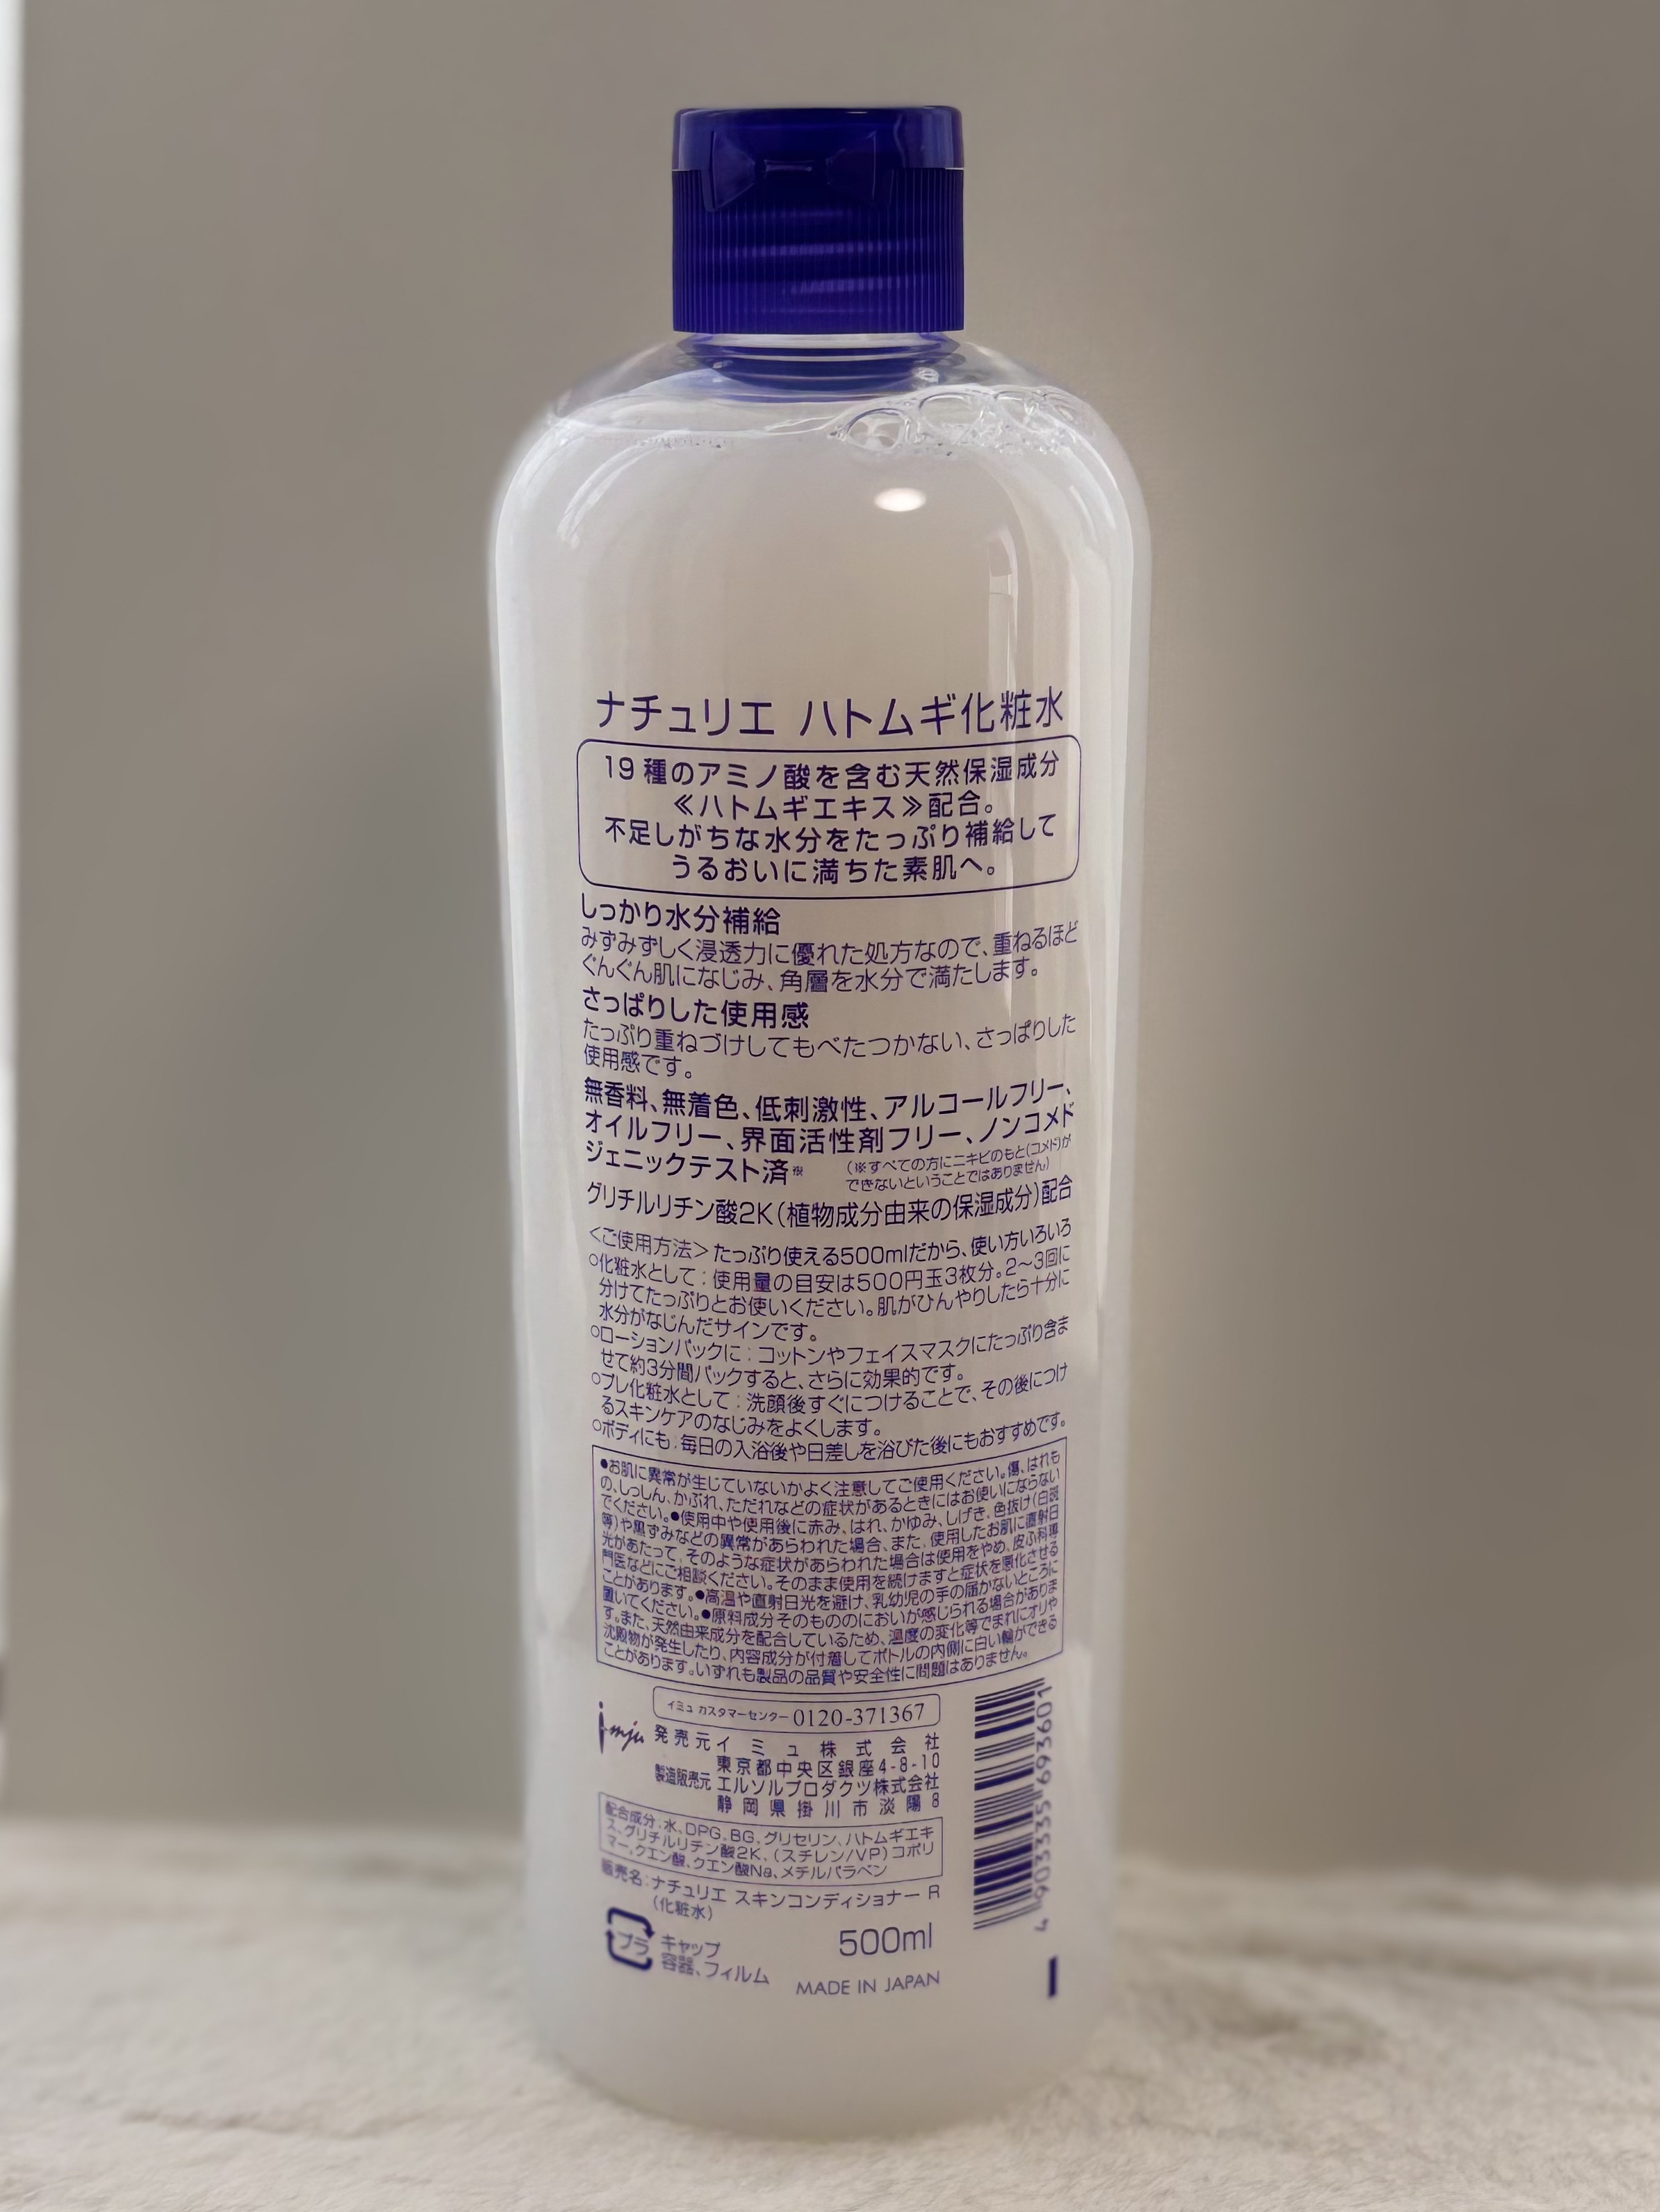 ナチュリエ ハトムギ化粧水
19種のアミノ酸を含む天然保湿成分
≪ハトムギエキス≫配合。
不足しがちな水分をたっぷり補給して
うるおいに満ちた素肌へ。
しっかり水分補給
みずみずしく浸透力に優れた処方なので、重ねるほど
ぐんぐん肌になじみ、角層を水分で満たします。
さっぱりした使用感
たっぷり重ねづけしてもべたつかない、さっぱりした
使用感です。
無香料、無着色、低刺激性、アルコールフリー、
オイルフリー、界面活性剤フリー、ノンコメド
ジェニックテスト済※
(※すべての方にニキビのもと(コメド)が
できないということではありません)
グリチルリチン酸2K(植物成分由来の保湿成分)配合
<ご使用方法>たっぷり使える500mlだから、使い方いろいろ
○化粧水として:使用量の目安は500円玉3枚分。2〜3回に
分けてたっぷりとお使いください。肌がひんやりしたら十分に
水分がなじんだサインです。
○ローションパックに:コットンやフェイスマスクにたっぷり含ま
せて約3分間パックすると、さらに効果的です。
○プレ化粧水として:洗顔後すぐにつけることで、その後につけ
るスキンケアのなじみをよくします。
○ボディにも:毎日の入浴後や日差しを浴びた後にもおすすめです。
●お肌に異常が生じていないかよく注意してご使用ください。傷、はれも
の、しっしん、かぶれ、ただれなどの症状があるときにはお使いにならない
でください。●使用中や使用後に赤み、はれ、かゆみ、しげき、色抜け(白斑
等)や黒ずみなどの異常があらわれた場合、また、使用したお肌に直射日
光があたって、そのような症状があらわれた場合は使用をやめ、皮ふ科専
門医などにご相談ください。そのまま使用を続けますと症状を悪化させる
ことがあります。●高温や直射日光を避け、乳幼児の手の届かないところに
置いてください。●原料成分そのもののにおいが感じられる場合がありま
す。また、天然由来成分を配合しているため、温度の変化等でまれにオリや
沈殿物が発生したり、内容成分が付着してボトルの内側に白い輪ができる
ことがあります。いずれも製品の品質や安全性に問題はありません。
イミュ カスタマーセンター 0120-371367
i-mju
発売元 イミュ株式会社
東京都中央区銀座4-8-10
製造販売元 エルソルプロダクツ株式会社
静岡県掛川市淡陽8
配合成分:水、DPG、BG、グリセリン、ハトムギエキ
ス、グリチルリチン酸2K、(スチレン/VP)コポリ
マー、クエン酸、クエン酸Na、メチルパラベン
販売名:ナチュリエ スキンコンディショナー R
(化粧水)
プラ
キャップ
容器、フィルム
500ml
MADE IN JAPAN
4 903335 693601